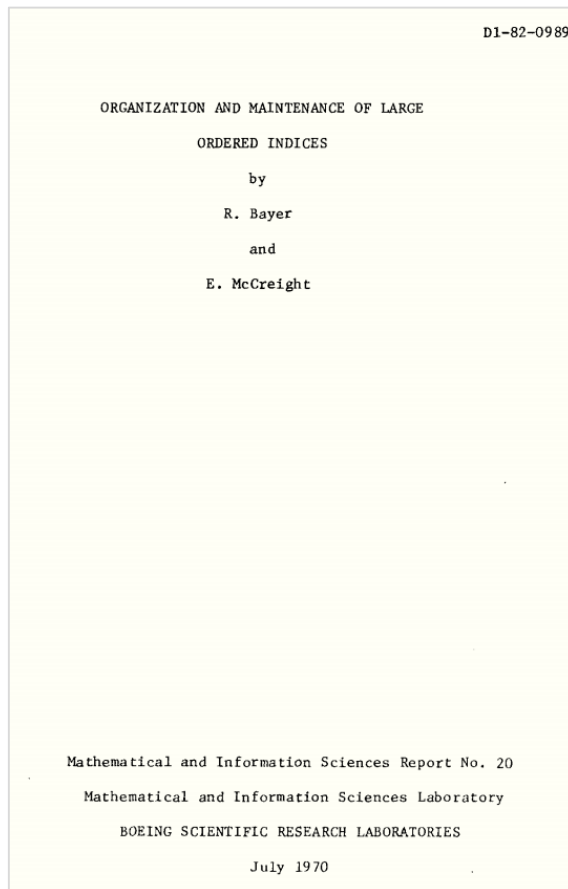 D1-82-0989
ORGANIZATION AND MAINTENANCE OF LARGE
ORDERED INDICES
by
R. Bayer
and
E. McCreight
Mathematical and Information Sciences Report No. 20
Mathematical and Information Sciences Laboratory
BOEING SCIENTIFIC RESEARCH LABORATORIES
July 1970